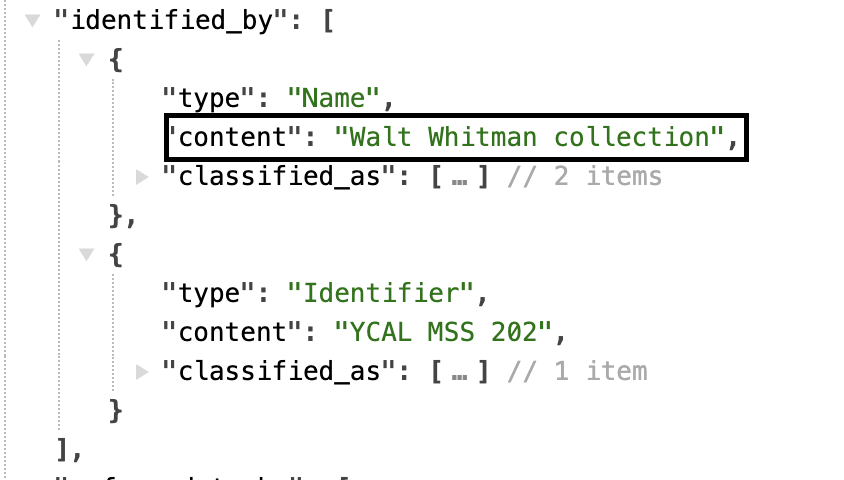 "identified_by": [
{
"type": "Name",
"content": "Walt Whitman collection",
"classified_as": [ … ] // 2 items
},
{
"type": "Identifier",
"content": "YCAL MSS 202",
"classified_as": [ … ] // 1 item
}
],